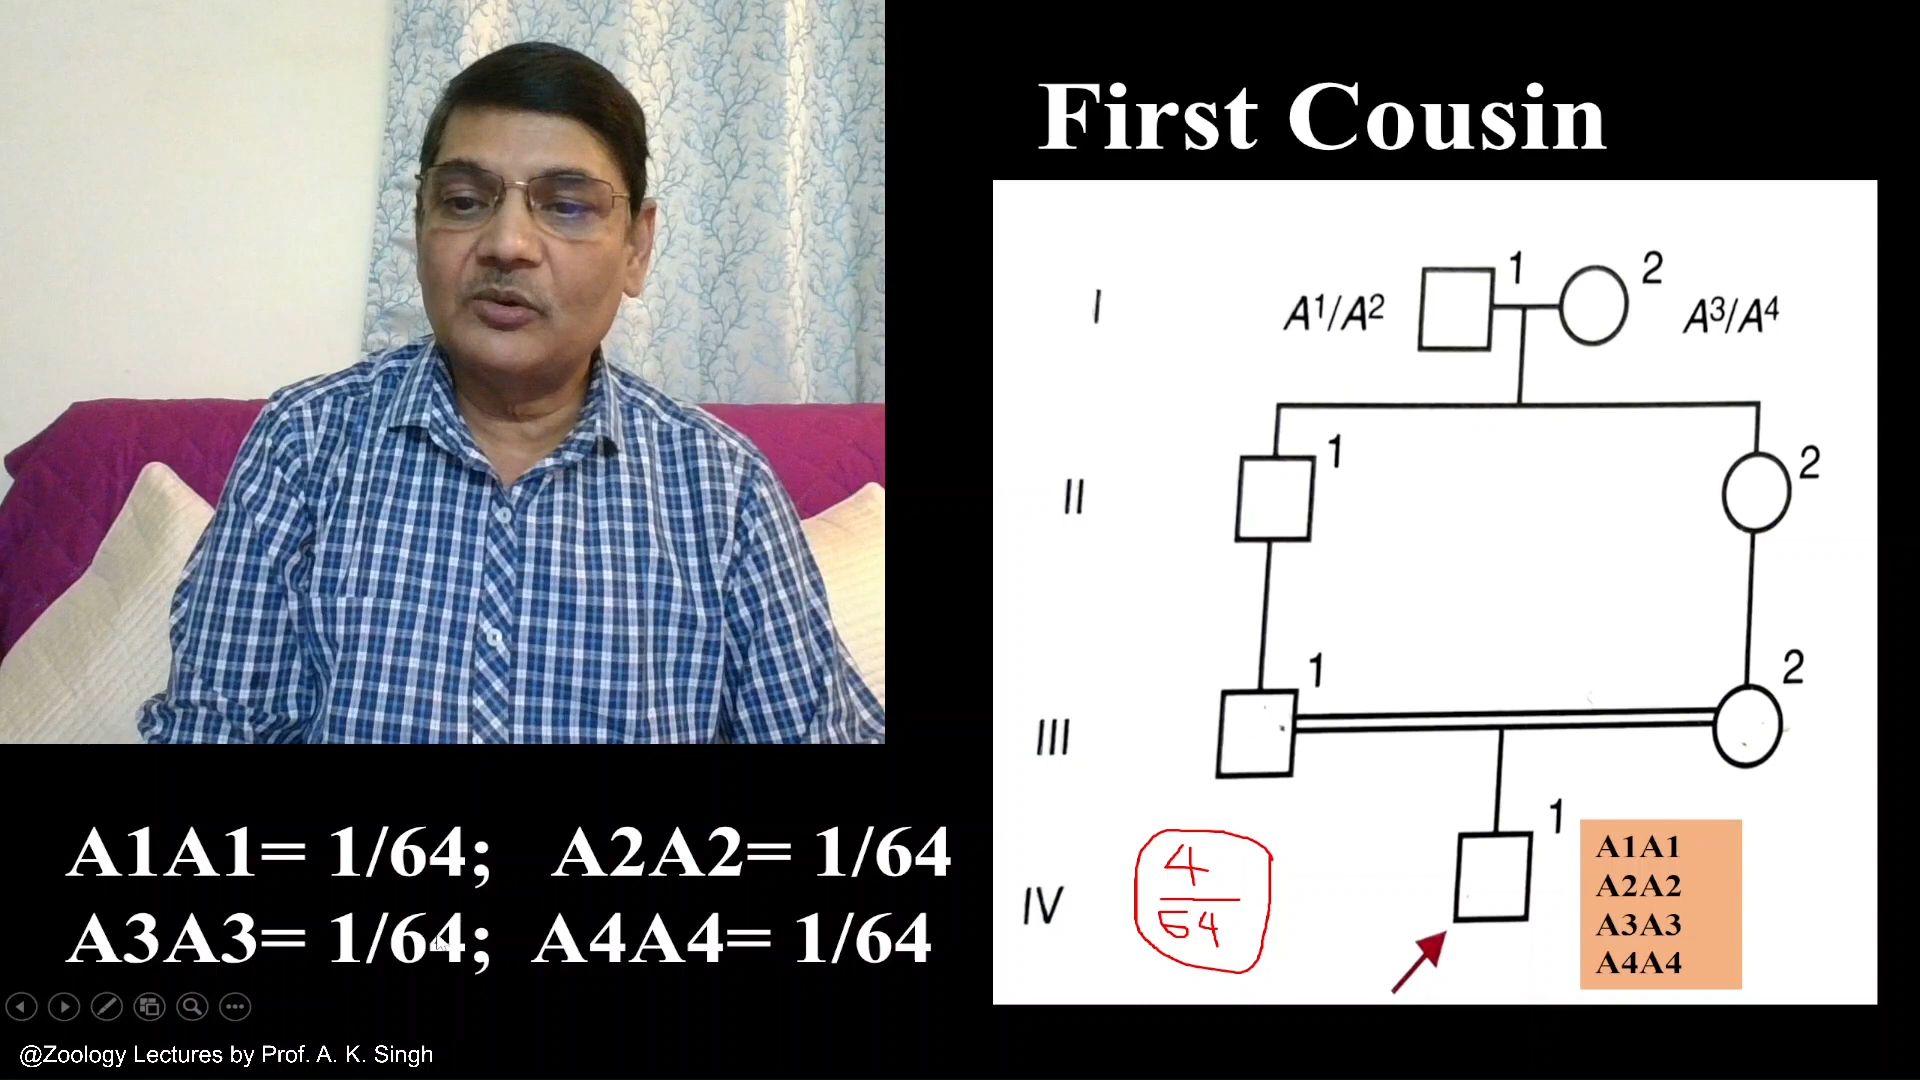 First Cousin
1 2
I A1/A2 A3/A4
1 2
II
1 2
III
1
IV
4
64
A1A1
A2A2
A3A3
A4A4
A1A1= 1/64; A2A2= 1/64
A3A3= 1/64; A4A4= 1/64
@Zoology Lectures by Prof. A. K. Singh